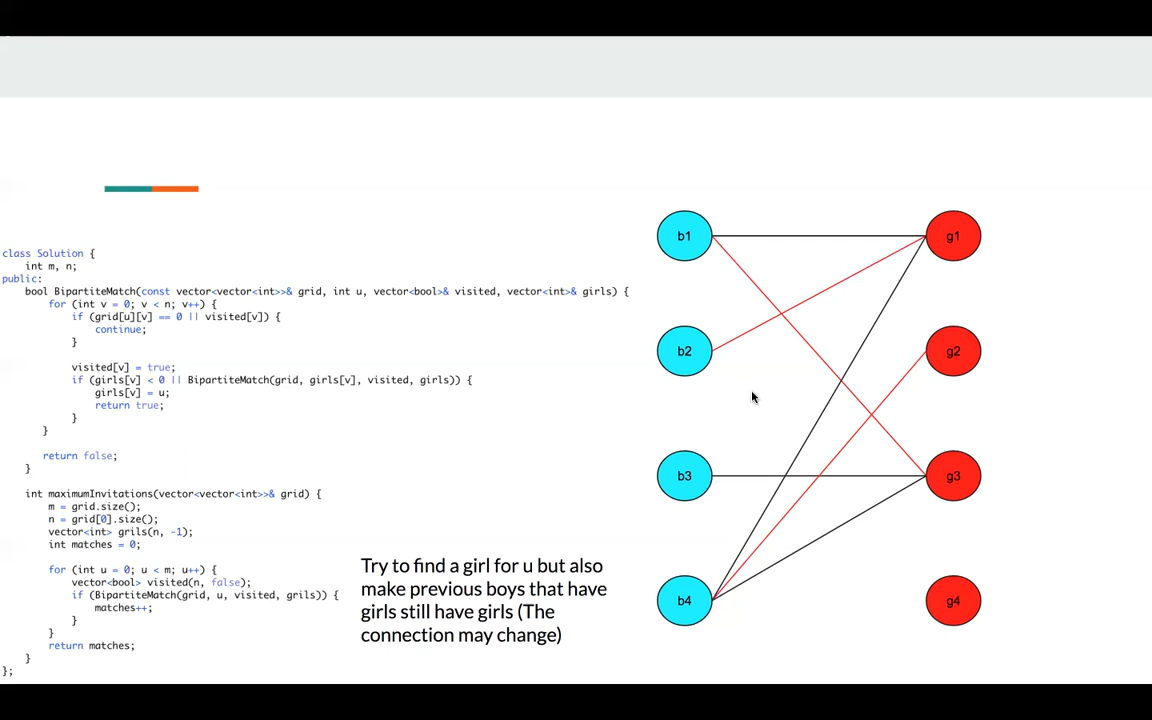 class Solution {
    int m, n;
public:
    bool BipartiteMatch(const vector<vector<int>>& grid, int u, vector<bool>& visited, vector<int>& girls) {
        for (int v = 0; v < n; v++) {
            if (grid[u][v] == 0 || visited[v]) {
                continue;
            }

            visited[v] = true;
            if (girls[v] < 0 || BipartiteMatch(grid, girls[v], visited, girls)) {
                girls[v] = u;
                return true;
            }
       }

       return false;
    }

    int maximumInvitations(vector<vector<int>>& grid) {
        m = grid.size();
        n = grid[0].size();
        vector<int> grils(n, -1);
        int matches = 0;

        for (int u = 0; u < m; u++) {
            vector<bool> visited(n, false);
            if (BipartiteMatch(grid, u, visited, grils)) {
                matches++;
            }
        }
        return matches;
    }
};
Try to find a girl for u but also
make previous boys that have
girls still have girls (The
connection may change)
b1
g1
b2
g2
b3
g3
b4
g4